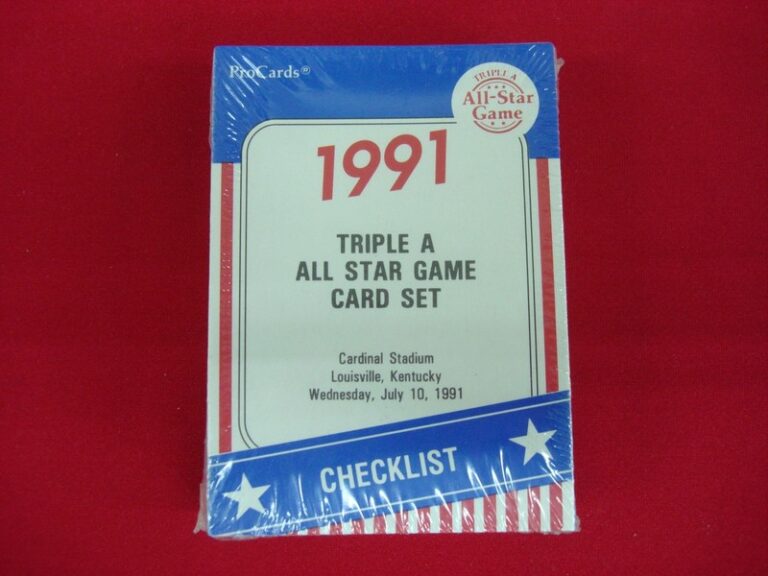 ProCards®
TRIPLE A
All-Star
Game
1991
TRIPLE A
ALL STAR GAME
CARD SET
Cardinal Stadium
Louisville, Kentucky
Wednesday, July 10, 1991
CHECKLIST